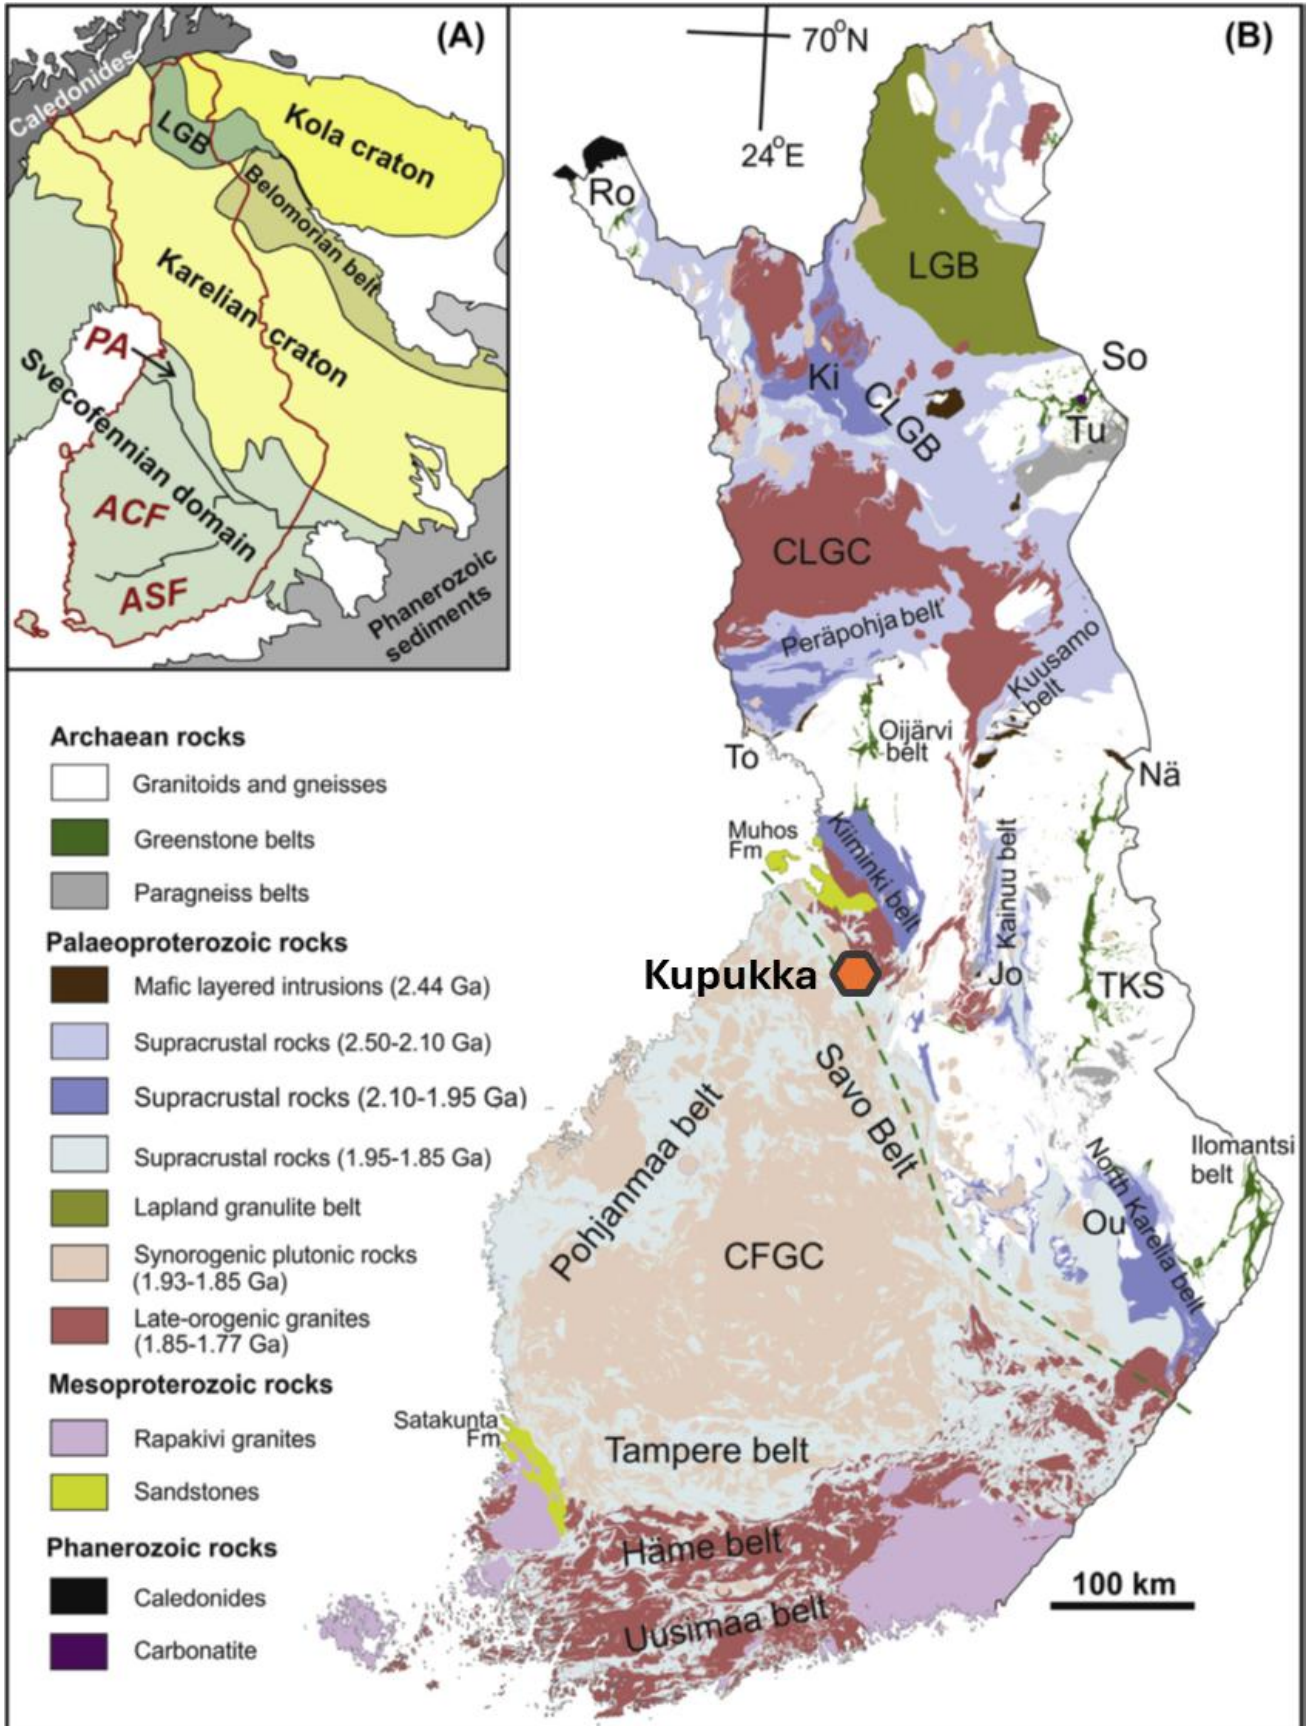 (A)
Caledonides
LGB
Kola craton
Belomorian belt
Karelian craton
PA
Svecofennian domain
ACF
ASF
Phanerozoic
sediments
(B)
70°N
24°E
Ro
LGB
Ki
CLGB
So
Tu
CLGC
Peräpohja belt
Kuusamo
belt
Oijärvi
belt
To
Nä
Muhos
Fm
Kiiminki belt
Kainuu belt
Kupukka
Jo
TKS
Savo Belt
Pohjanmaa belt
Ilomantsi
belt
North Karelia belt
Ou
CFGC
Satakunta
Fm
Tampere belt
Häme belt
Uusimaa belt
100 km
Archaean rocks
Granitoids and gneisses
Greenstone belts
Paragneiss belts
Palaeoproterozoic rocks
Mafic layered intrusions (2.44 Ga)
Supracrustal rocks (2.50-2.10 Ga)
Supracrustal rocks (2.10-1.95 Ga)
Supracrustal rocks (1.95-1.85 Ga)
Lapland granulite belt
Synorogenic plutonic rocks
(1.93-1.85 Ga)
Late-orogenic granites
(1.85-1.77 Ga)
Mesoproterozoic rocks
Rapakivi granites
Sandstones
Phanerozoic rocks
Caledonides
Carbonatite